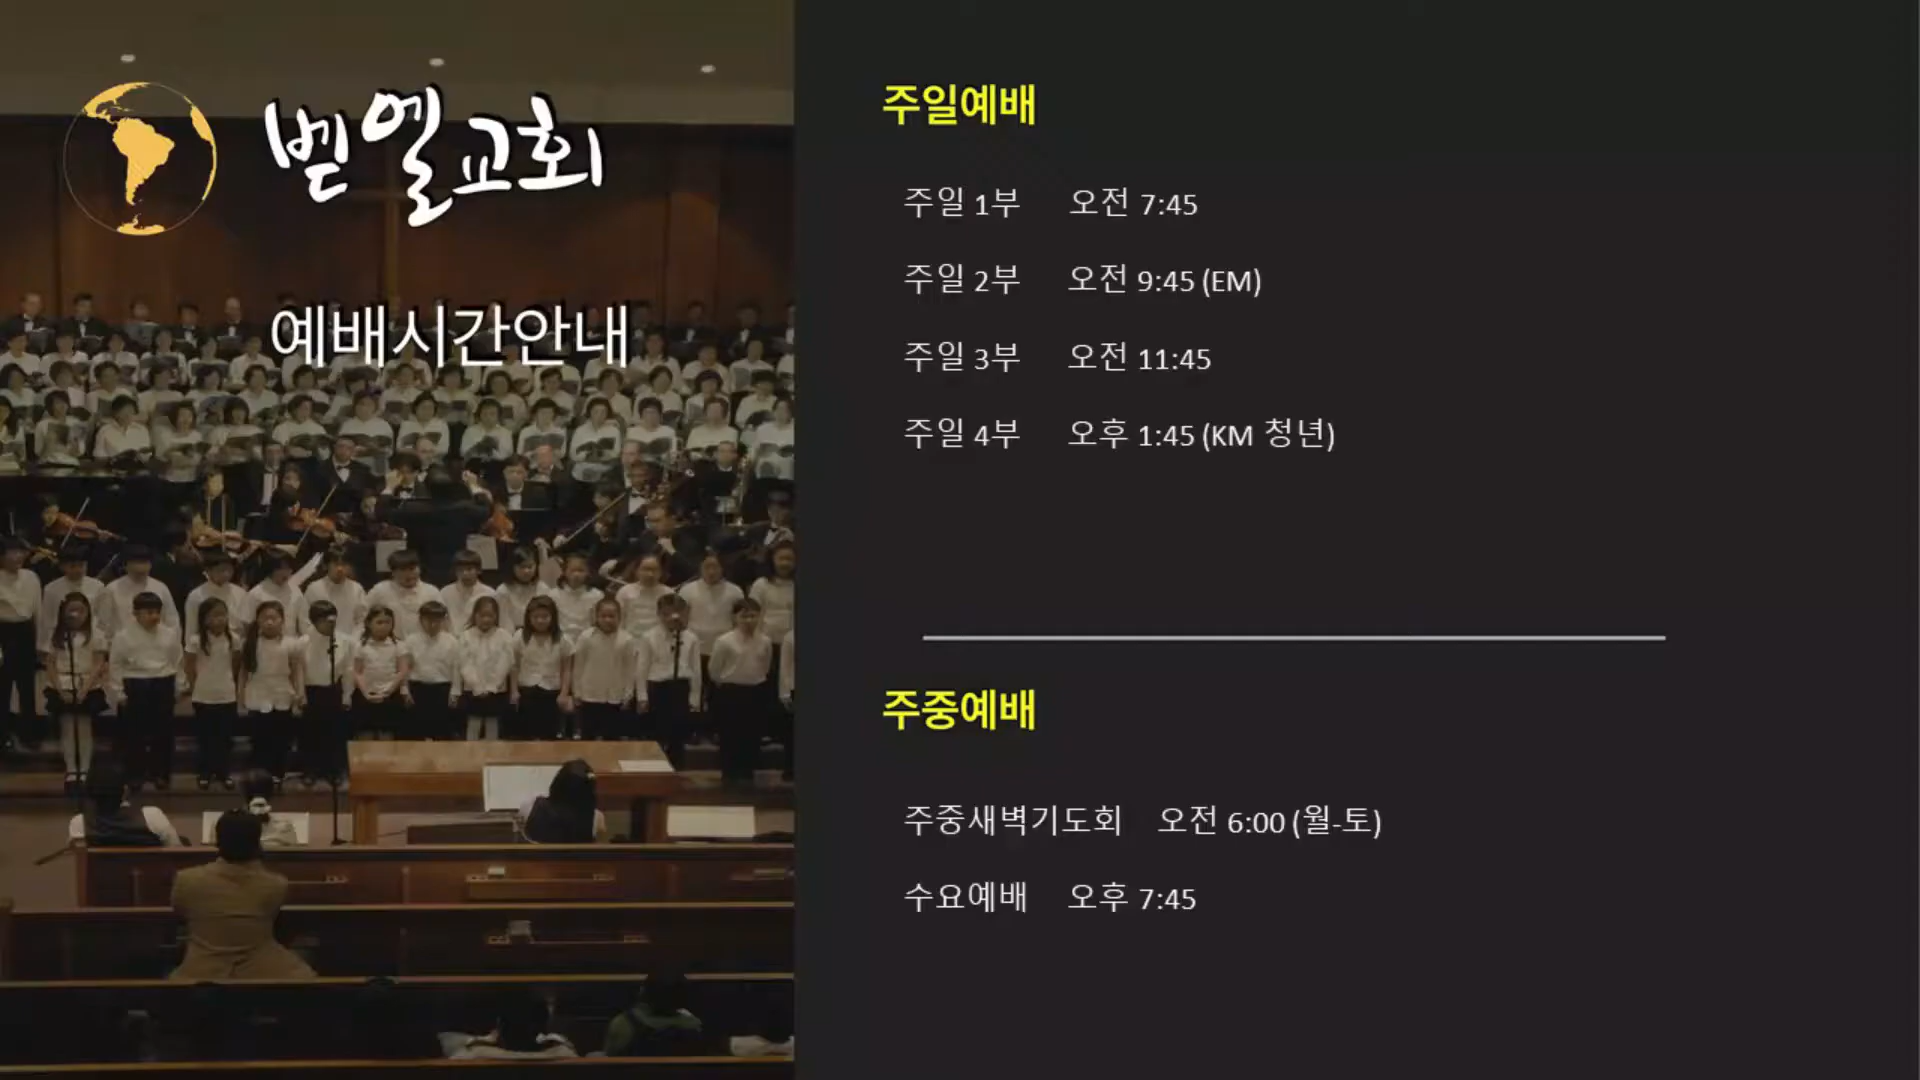 벧엘교회
예배시간안내
주일예배
주일 1부 오전 7:45
주일 2부 오전 9:45 (EM)
주일 3부 오전 11:45
주일 4부 오후 1:45 (KM 청년)
주중예배
주중새벽기도회 오전 6:00 (월-토)
수요예배 오후 7:45